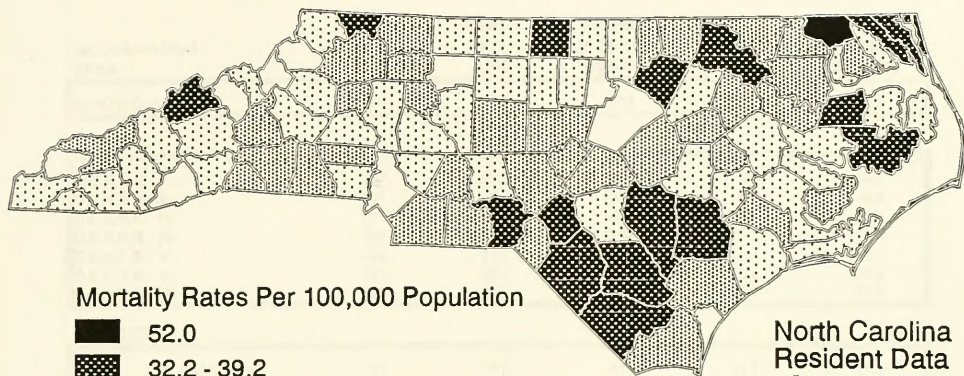 Mortality Rates Per 100,000 Population
52.0
32.2 - 39.2
North Carolina
Resident Data